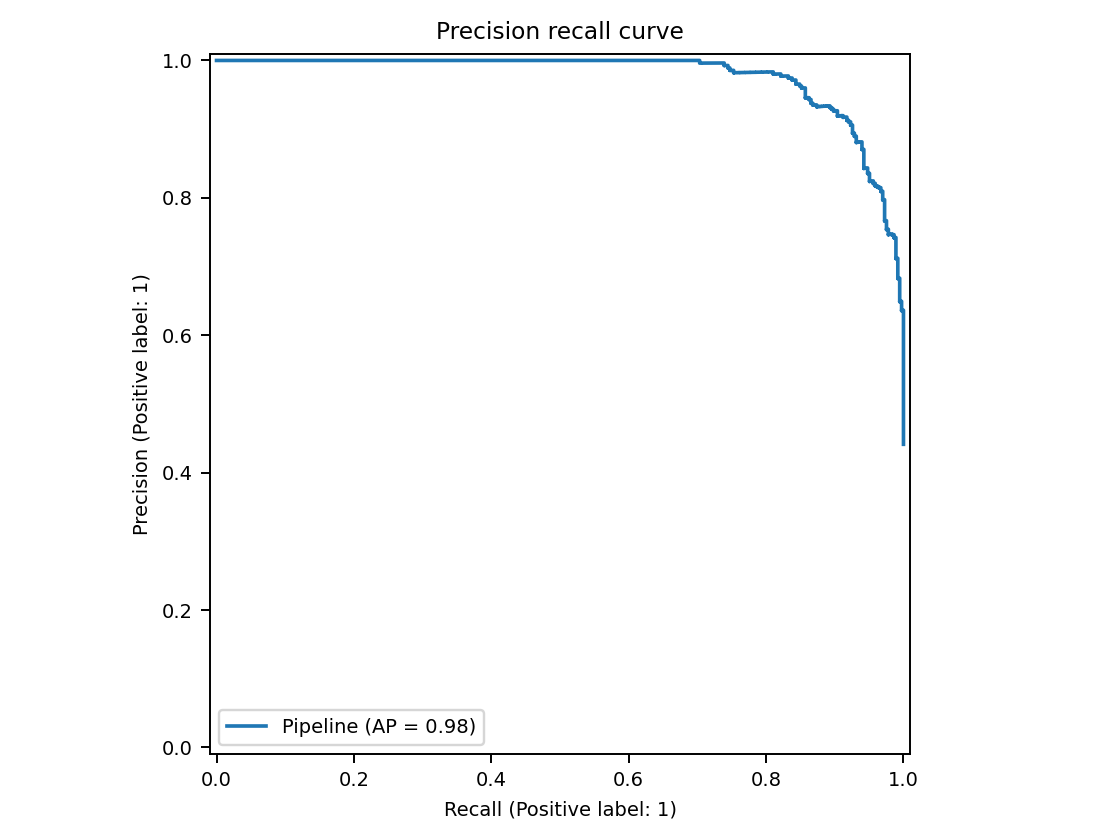 Precision recall curve
1.0
0.8
0.6
0.4
0.2
0.0
Precision (Positive label: 1)
Pipeline (AP = 0.98)
0.0 0.2 0.4 0.6 0.8 1.0
Recall (Positive label: 1)